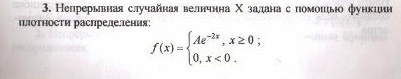 3. Непрерывная случайная величина X задана с помощью функции
плотности распределения:
f(x) = { Ae^{-2x}, x ≥ 0 ;
0, x < 0 .